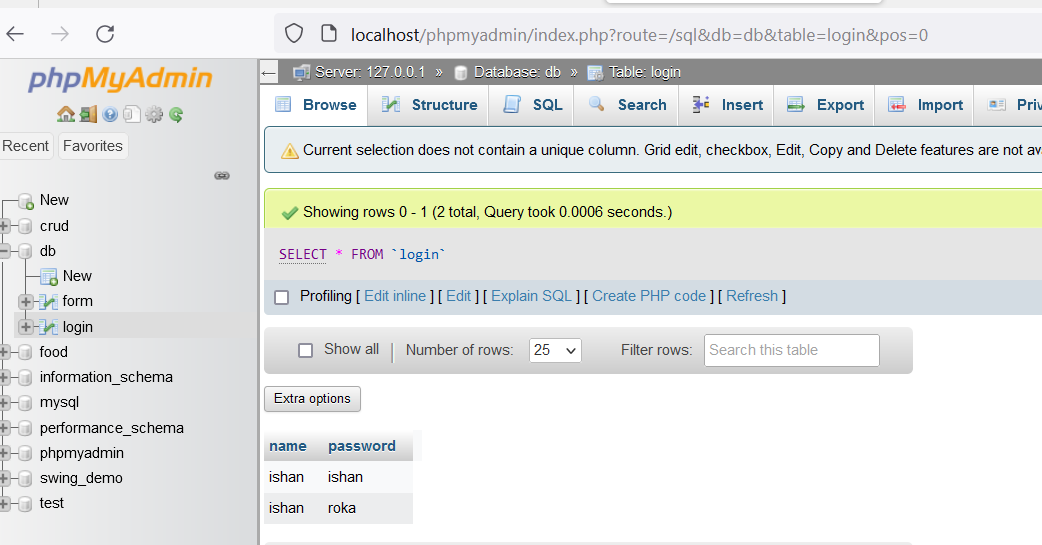 localhost/phpmyadmin/index.php?route=/sql&db=db&table=login&pos=0
phpMyAdmin
Recent Favorites
New
crud
db
New
form
login
food
information_schema
mysql
performance_schema
phpmyadmin
swing_demo
test
Server: 127.0.0.1 » Database: db » Table: login
Browse Structure SQL Search Insert Export Import Priv
Current selection does not contain a unique column. Grid edit, checkbox, Edit, Copy and Delete features are not ava
Showing rows 0 - 1 (2 total, Query took 0.0006 seconds.)
SELECT * FROM `login`
Profiling [ Edit inline ] [ Edit ] [ Explain SQL ] [ Create PHP code ] [ Refresh ]
Show all | Number of rows: 25 Filter rows: Search this table
Extra options
name password
ishan ishan
ishan roka